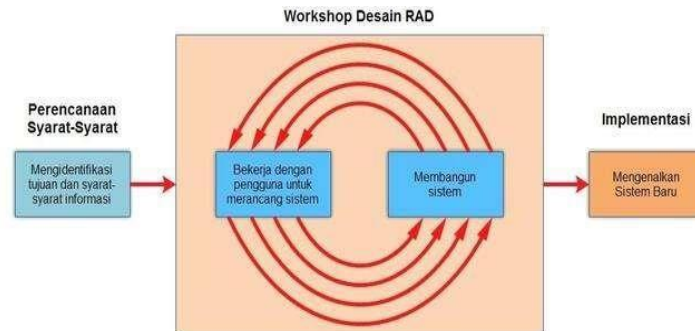 Workshop Desain RAD
Perencanaan
Syarat-Syarat
Mengidentifikasi
tujuan dan syarat-
syarat informasi
Bekerja dengan
pengguna untuk
merancang sistem
Membangun
sistem
Implementasi
Mengenalkan
Sistem Baru